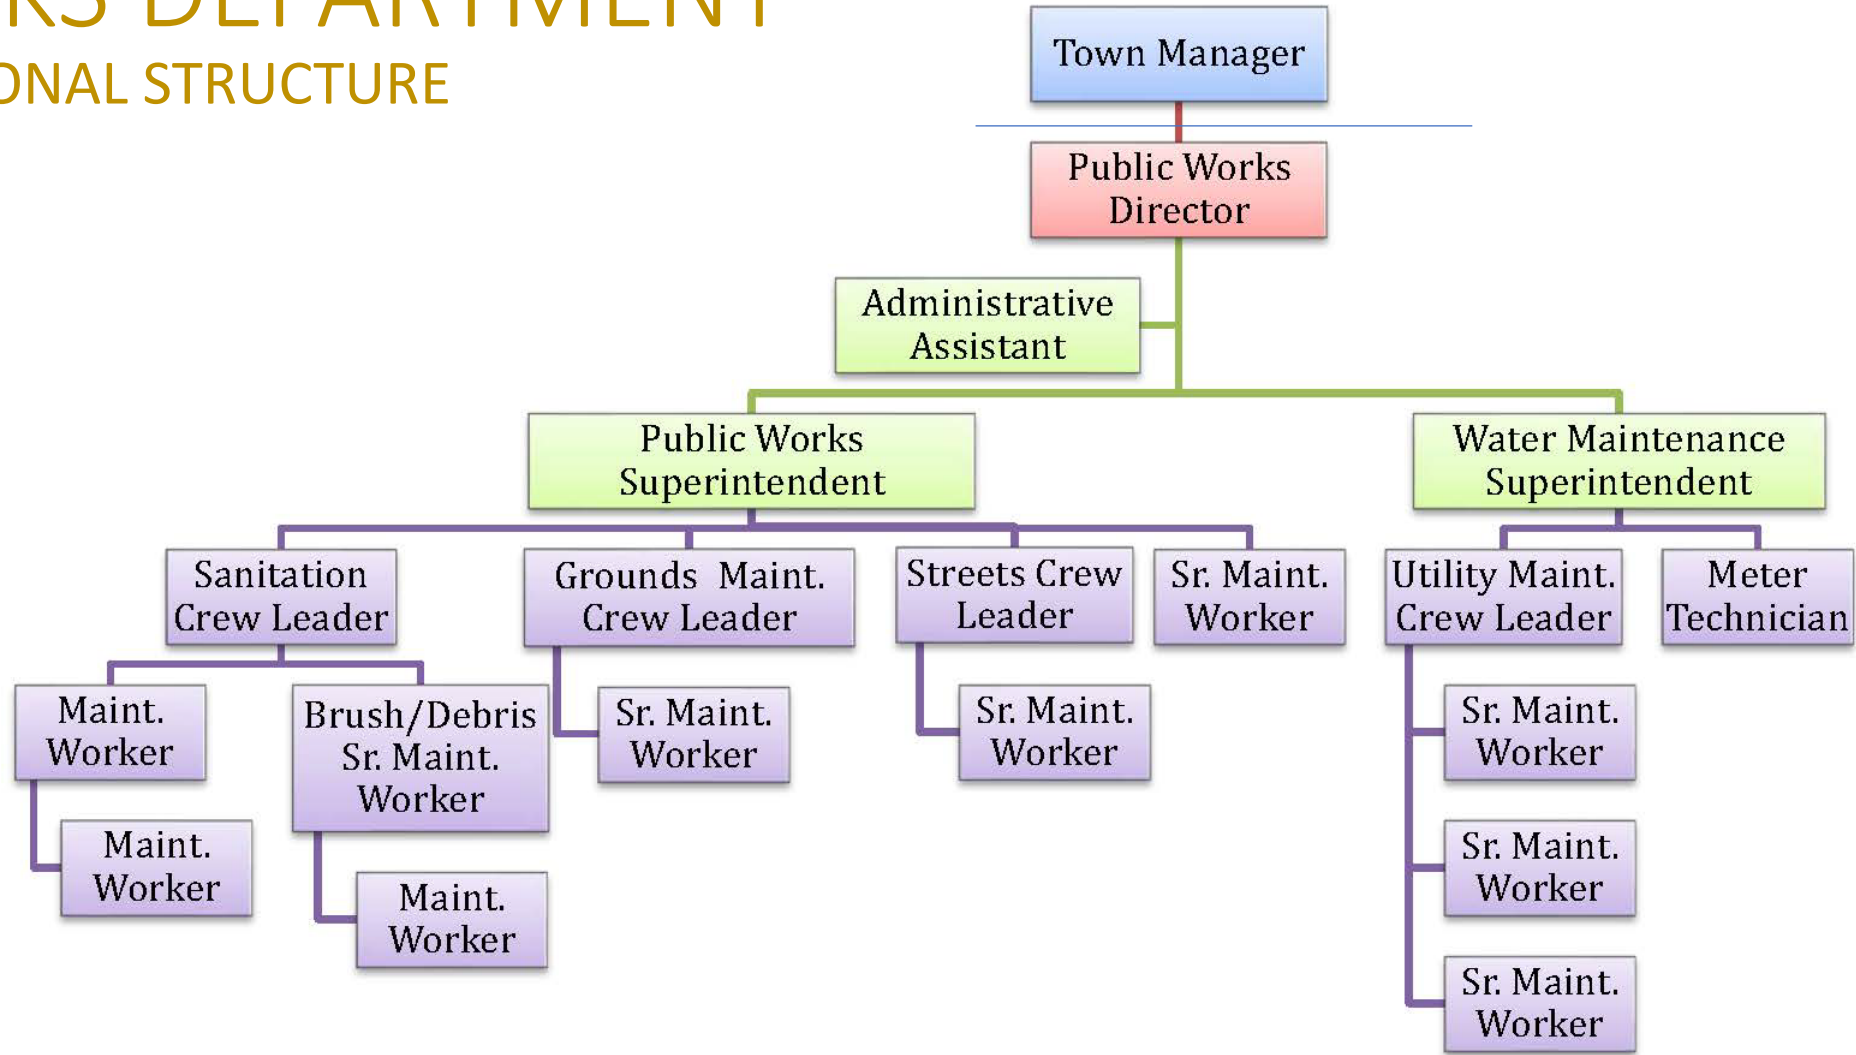 RKS DEPARTMENT
ONAL STRUCTURE
Town Manager
Public Works
Director
Administrative
Assistant
Public Works
Superintendent
Water Maintenance
Superintendent
Sanitation
Crew Leader
Grounds Maint.
Crew Leader
Streets Crew
Leader
Sr. Maint.
Worker
Utility Maint.
Crew Leader
Meter
Technician
Maint.
Worker
Brush/Debris
Sr. Maint.
Worker
Sr. Maint.
Worker
Sr. Maint.
Worker
Sr. Maint.
Worker
Maint.
Worker
Maint.
Worker
Sr. Maint.
Worker
Sr. Maint.
Worker